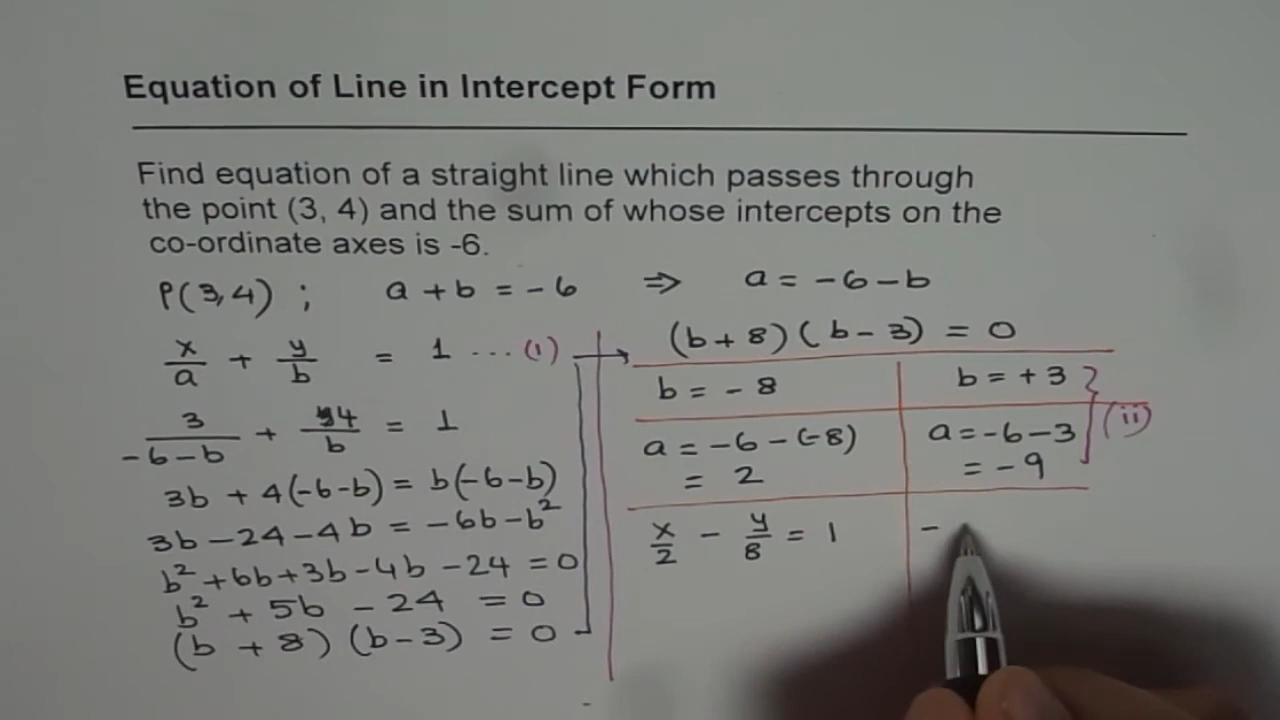 Equation of Line in Intercept Form
Find equation of a straight line which passes through
the point (3, 4) and the sum of whose intercepts on the
co-ordinate axes is -6.
P(3,4) ; a + b = -6 ⇒ a = -6 - b
x/a + y/b = 1 ... (1)
3/(-6-b) + 4/b = 1
3b + 4(-6-b) = b(-6-b)
3b - 24 - 4b = -6b - b²
b² + 6b + 3b - 4b - 24 = 0
b² + 5b - 24 = 0
(b + 8) (b - 3) = 0
(b + 8) (b - 3) = 0
b = -8
a = -6 - (-8)
= 2
x/2 - y/8 = 1
b = +3
a = -6 - 3
= -9
(ii)
-